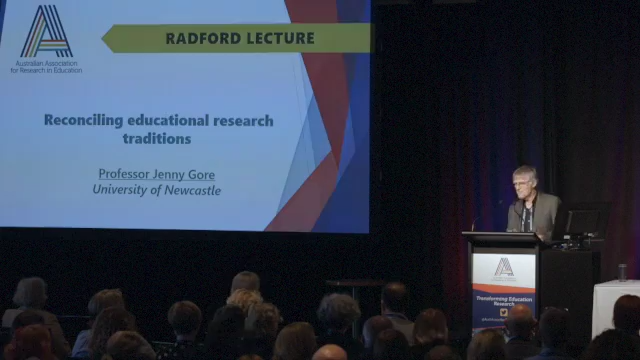 RADFORD LECTURE
Australian Association
for Research in Education
Reconciling educational research
traditions
Professor Jenny Gore
University of Newcastle
Transforming Education
Research